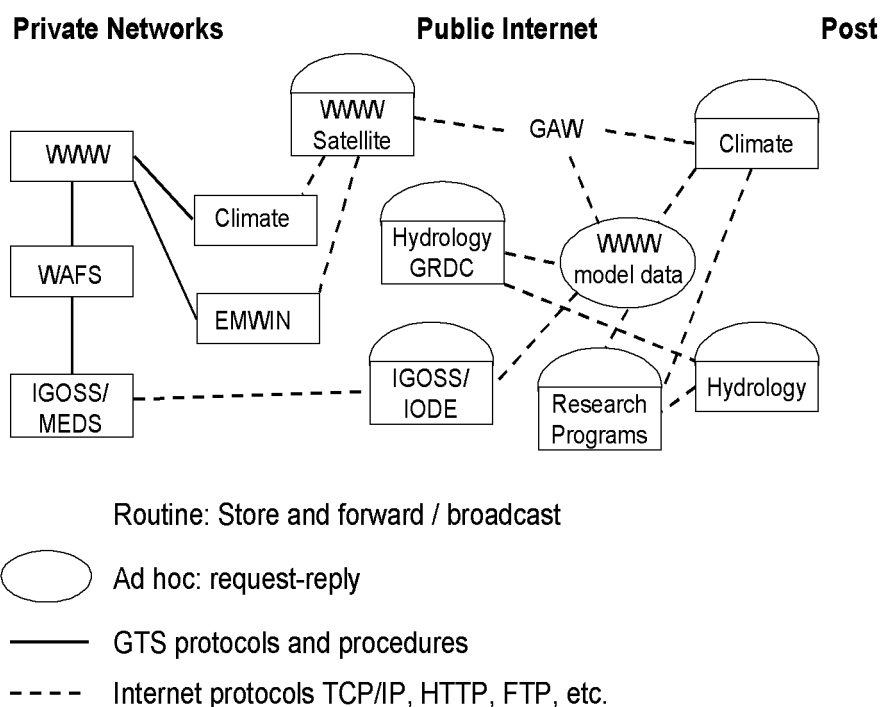 Private Networks
Public Internet
Post
WWW
Satellite
GAW
Climate
WWW
Climate
Hydrology
GRDC
WWW
model data
WAFS
EMWIN
IGOSS/
MEDS
IGOSS/
IODE
Research
Programs
Hydrology
Routine: Store and forward / broadcast
Ad hoc: request-reply
GTS protocols and procedures
Internet protocols TCP/IP, HTTP, FTP, etc.